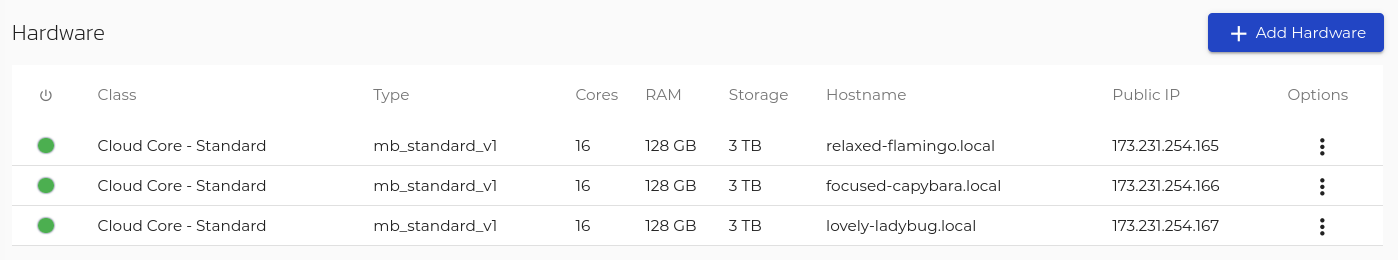 Hardware
Add Hardware
Class Type Cores RAM Storage Hostname Public IP Options
Cloud Core - Standard mb_standard_v1 16 128 GB 3 TB relaxed-flamingo.local 173.231.254.165
Cloud Core - Standard mb_standard_v1 16 128 GB 3 TB focused-capybara.local 173.231.254.166
Cloud Core - Standard mb_standard_v1 16 128 GB 3 TB lovely-ladybug.local 173.231.254.167